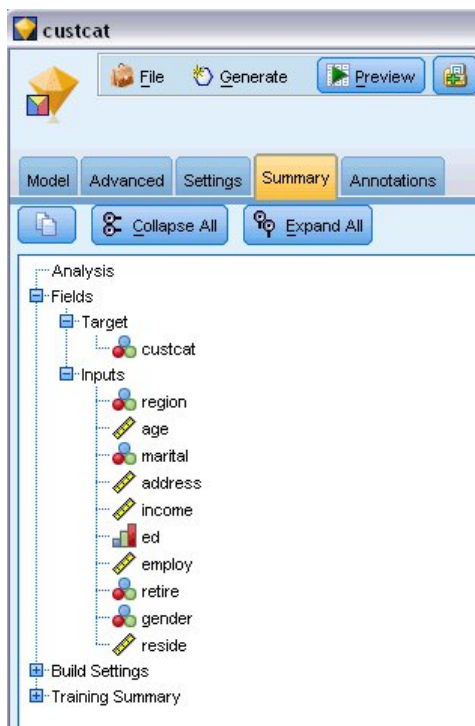 custcat
File Generate Preview
Model Advanced Settings Summary Annotations
Collapse All Expand All
Analysis
Fields
Target
custcat
Inputs
region
age
marital
address
income
ed
employ
retire
gender
reside
Build Settings
Training Summary